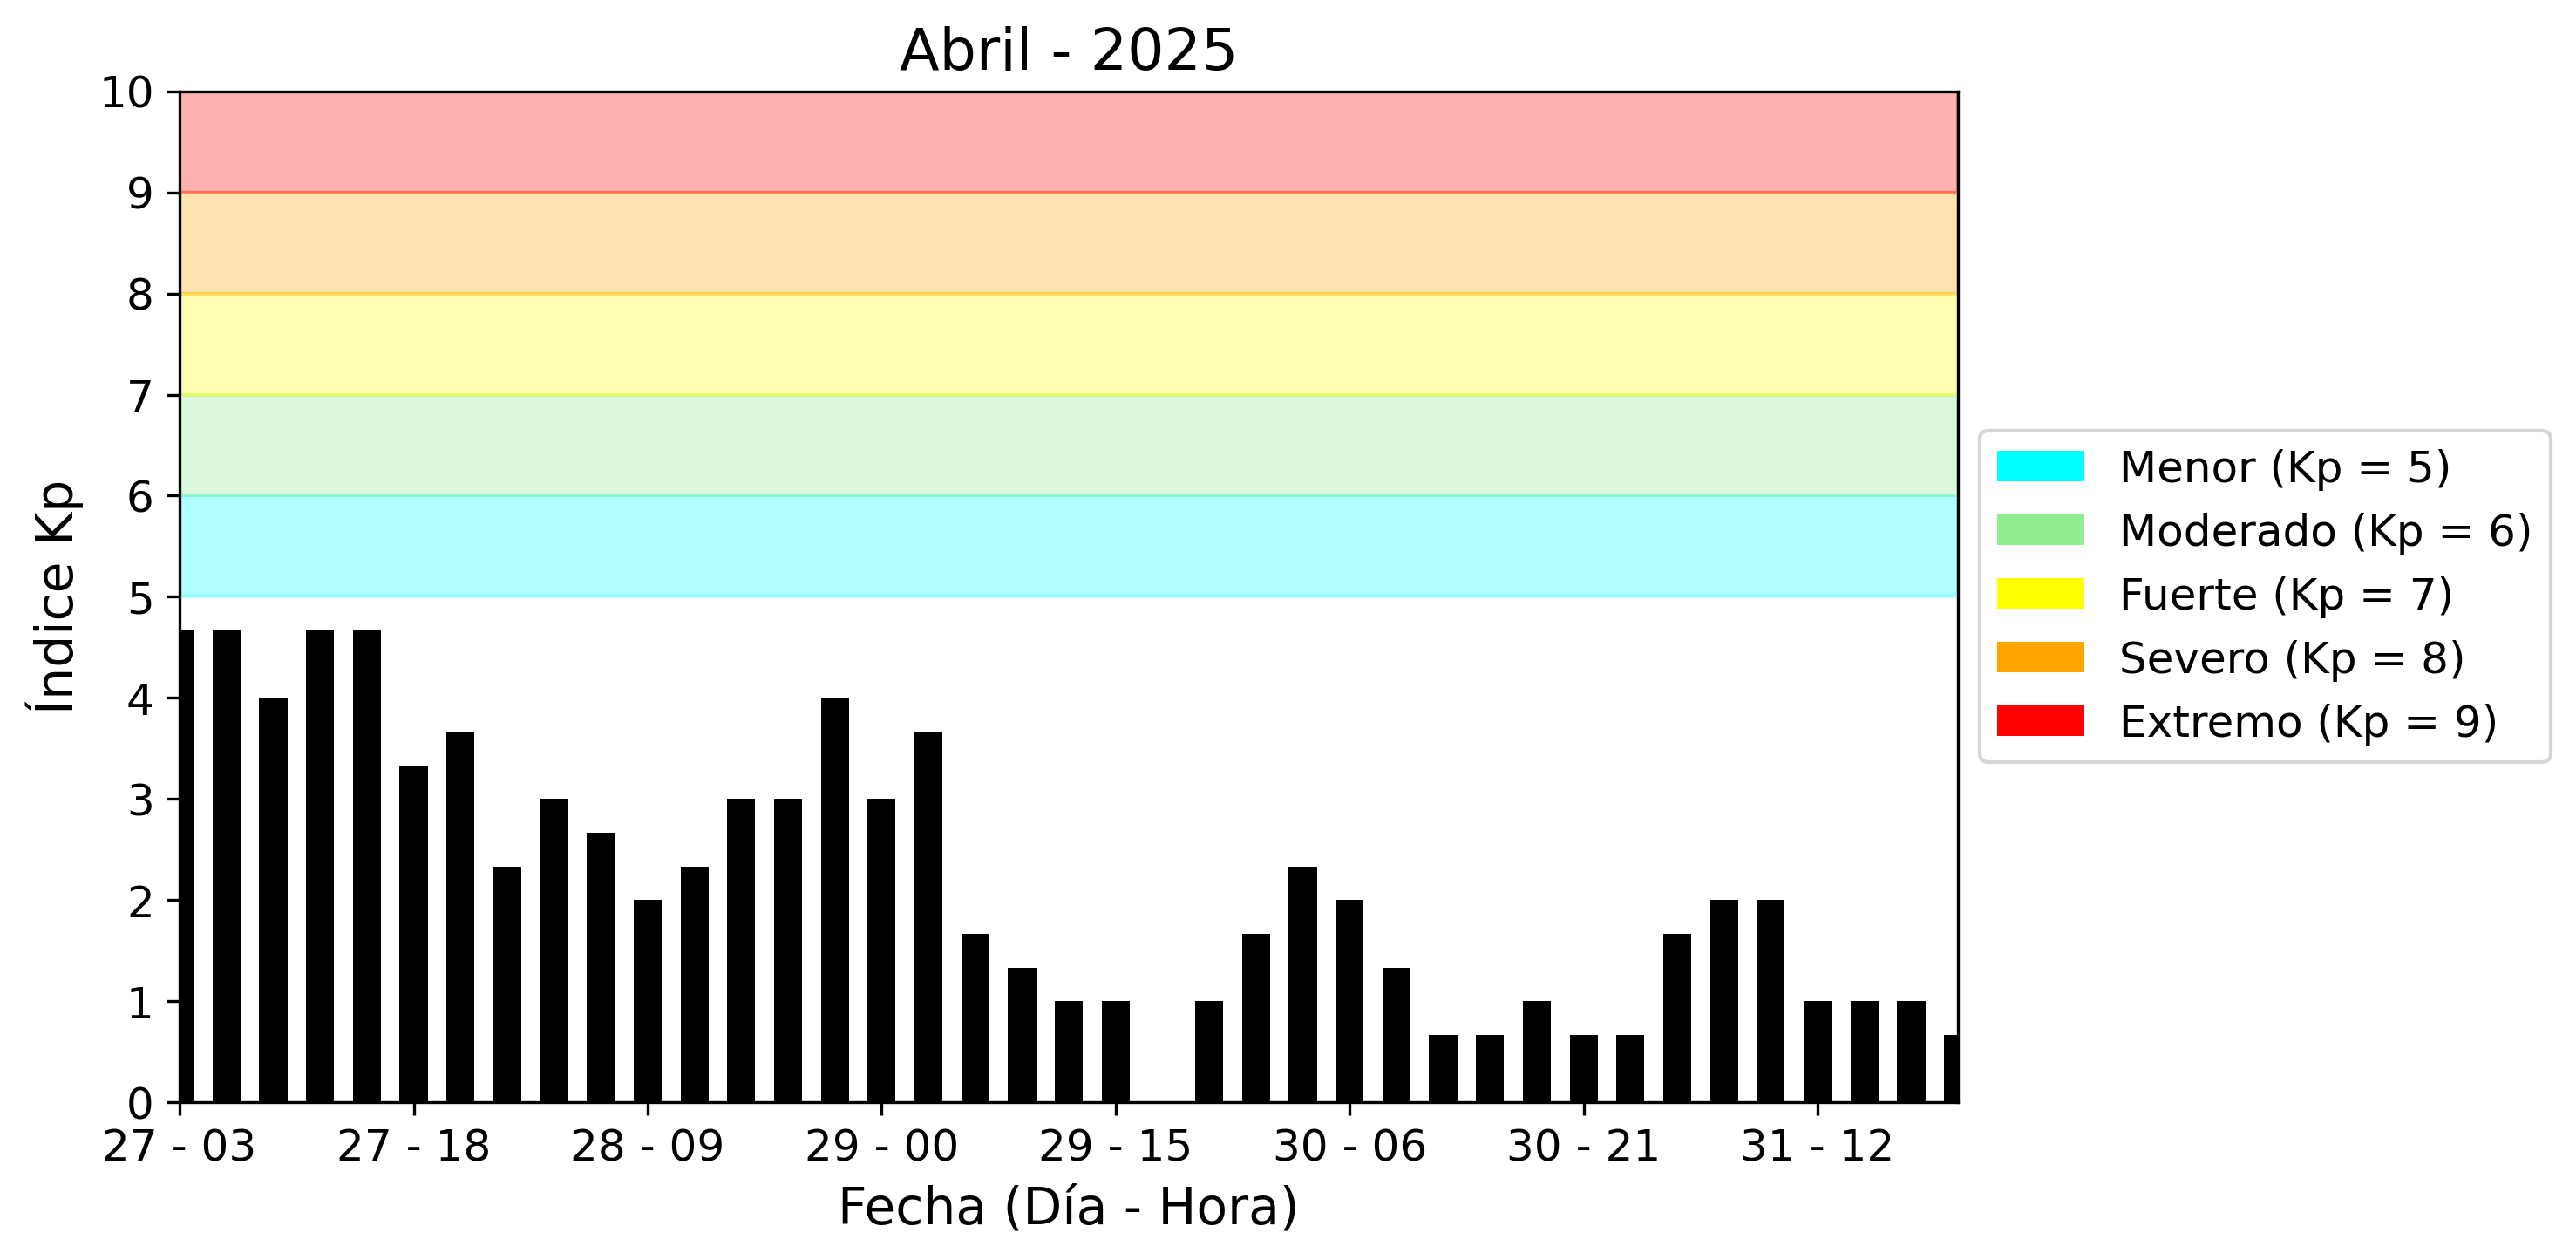 Abril - 2025
10
9
8
7
6
5
4
3
2
1
0
Índice Kp
27 - 03
27 - 18
28 - 09
29 - 00
29 - 15
30 - 06
30 - 21
31 - 12
Fecha (Día - Hora)
Menor (Kp = 5)
Moderado (Kp = 6)
Fuerte (Kp = 7)
Severo (Kp = 8)
Extremo (Kp = 9)